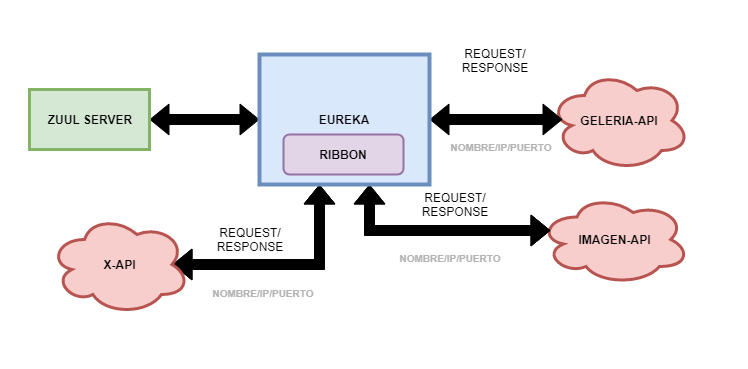 REQUEST/
RESPONSE
ZUUL SERVER
EUREKA
GELERIA-API
NOMBRE/IP/PUERTO
RIBBON
REQUEST/
RESPONSE
REQUEST/
RESPONSE
IMAGEN-API
NOMBRE/IP/PUERTO
X-API
NOMBRE/IP/PUERTO